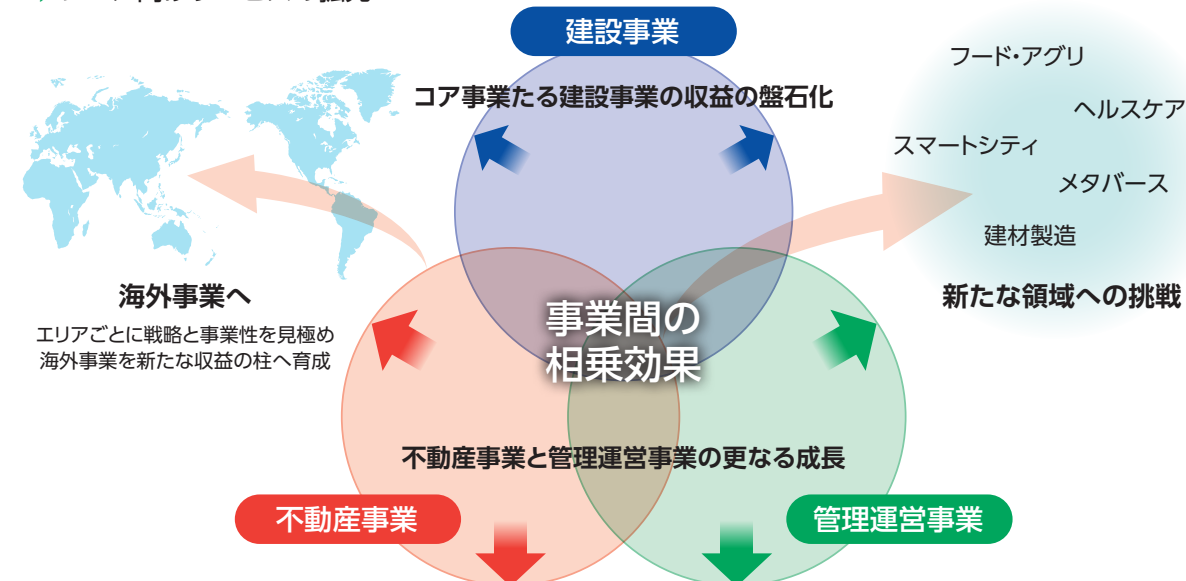 建設事業
コア事業たる建設事業の収益の盤石化
フード・アグリ
ヘルスケア
スマートシティ
メタバース
建材製造
新たな領域への挑戦
海外事業へ
エリアごとに戦略と事業性を見極め
海外事業を新たな収益の柱へ育成
事業間の
相乗効果
不動産事業と管理運営事業の更なる成長
不動産事業
管理運営事業